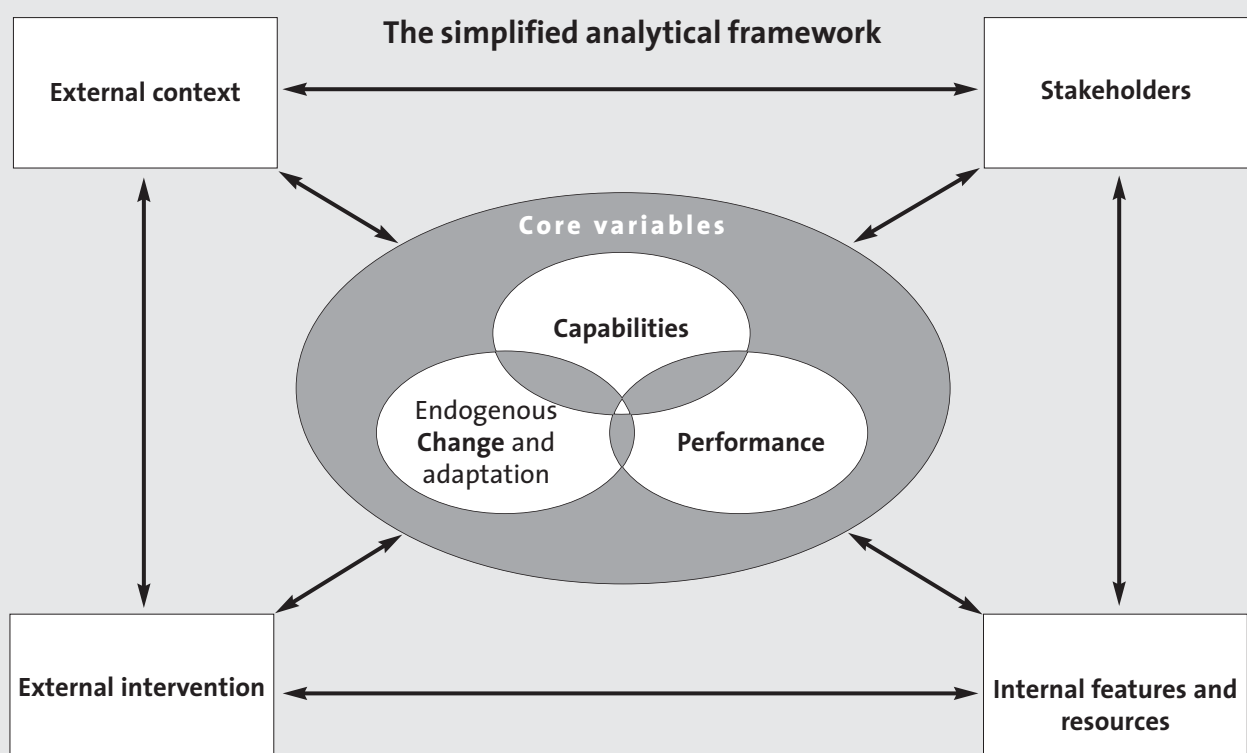 The simplified analytical framework
External context
Stakeholders
Core variables
Capabilities
Endogenous
Change and
adaptation
Performance
External intervention
Internal features and
resources